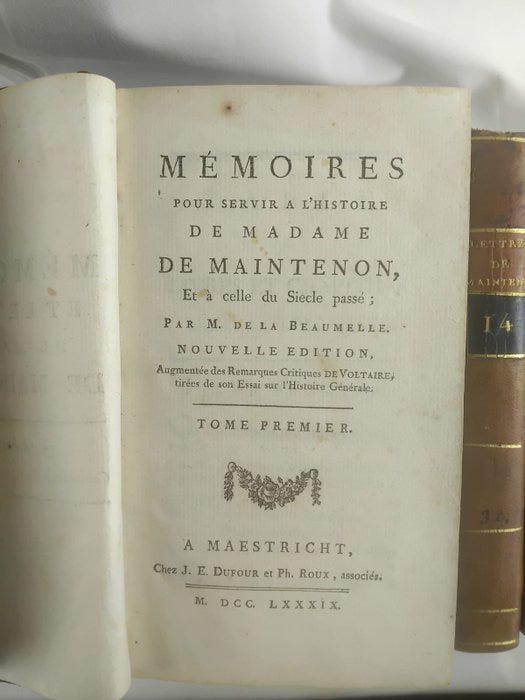 MÉMOIRES
POUR SERVIR A L'HISTOIRE
DE MADAME
DE MAINTENON,
Et à celle du Siecle passé ;
PAR M. DE LA BEAUMELLE.
NOUVELLE EDITION,
Augmentée des Remarques Critiques DE VOLTAIRE,
tirées de son Essai sur l'Histoire Générale.
TOME PREMIER.
A MAESTRICHT,
Chez J. E. DUFOUR et PH. ROUX, associés.
M. DCC. LXXXIX.
LETTRE
DE
MAINTEN
14